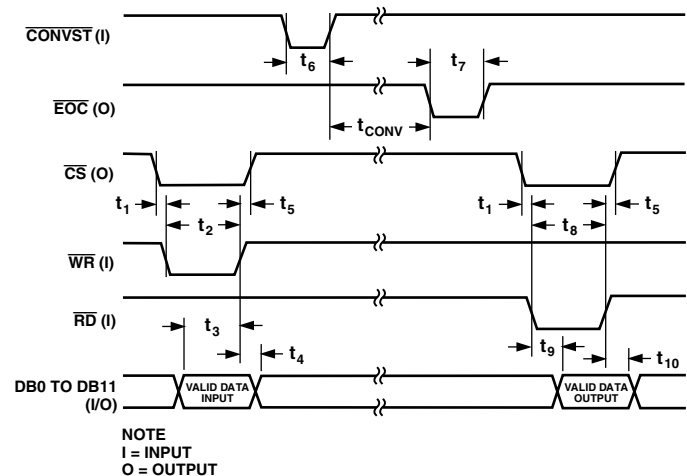 CONVST (I)
t6
t7
EOC (O)
tCONV
CS (O)
t1
t5
t1
t5
t2
t8
WR (I)
RD (I)
t3
t4
t9
t10
DB0 TO DB11
(I/O)
VALID DATA
INPUT
VALID DATA
OUTPUT
NOTE
I = INPUT
O = OUTPUT